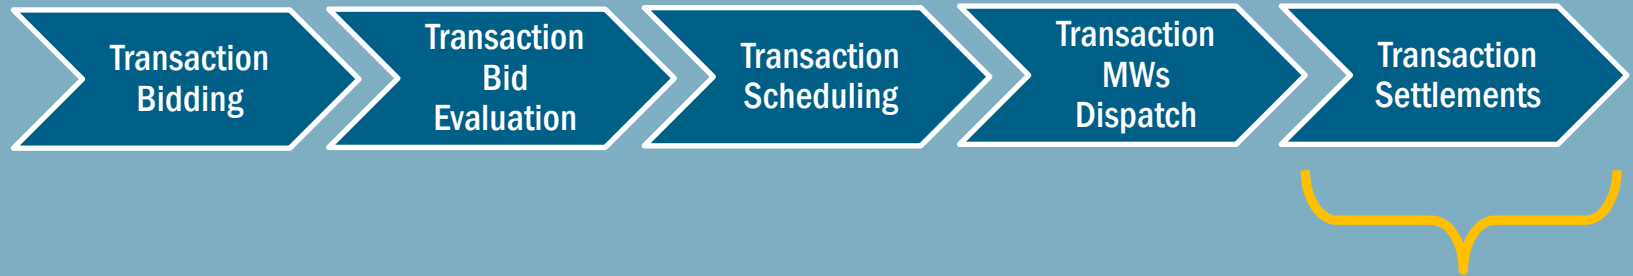 Transaction
Bidding
Transaction
Bid
Evaluation
Transaction
Scheduling
Transaction
MWs
Dispatch
Transaction
Settlements